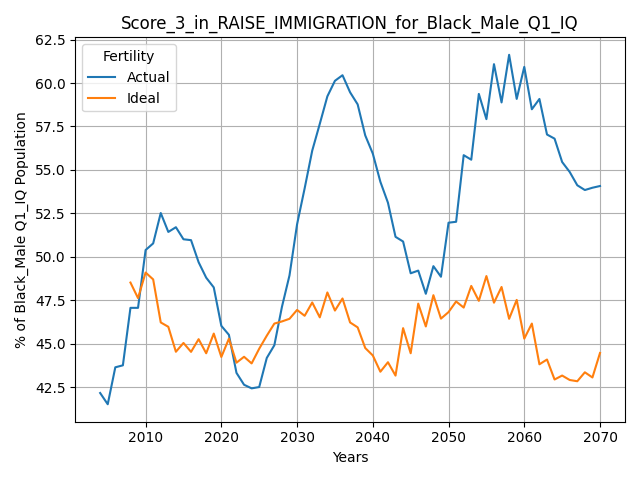 Score_3_in_RAISE_IMMIGRATION_for_Black_Male_Q1_IQ
Fertility
Actual
Ideal
% of Black_Male Q1_IQ Population
62.5
60.0
57.5
55.0
52.5
50.0
47.5
45.0
42.5
2010
2020
2030
2040
2050
2060
2070
Years